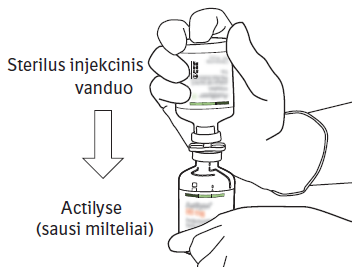 Sterilus injekcinis
vanduo
Actilyse
(sausi milteliai)